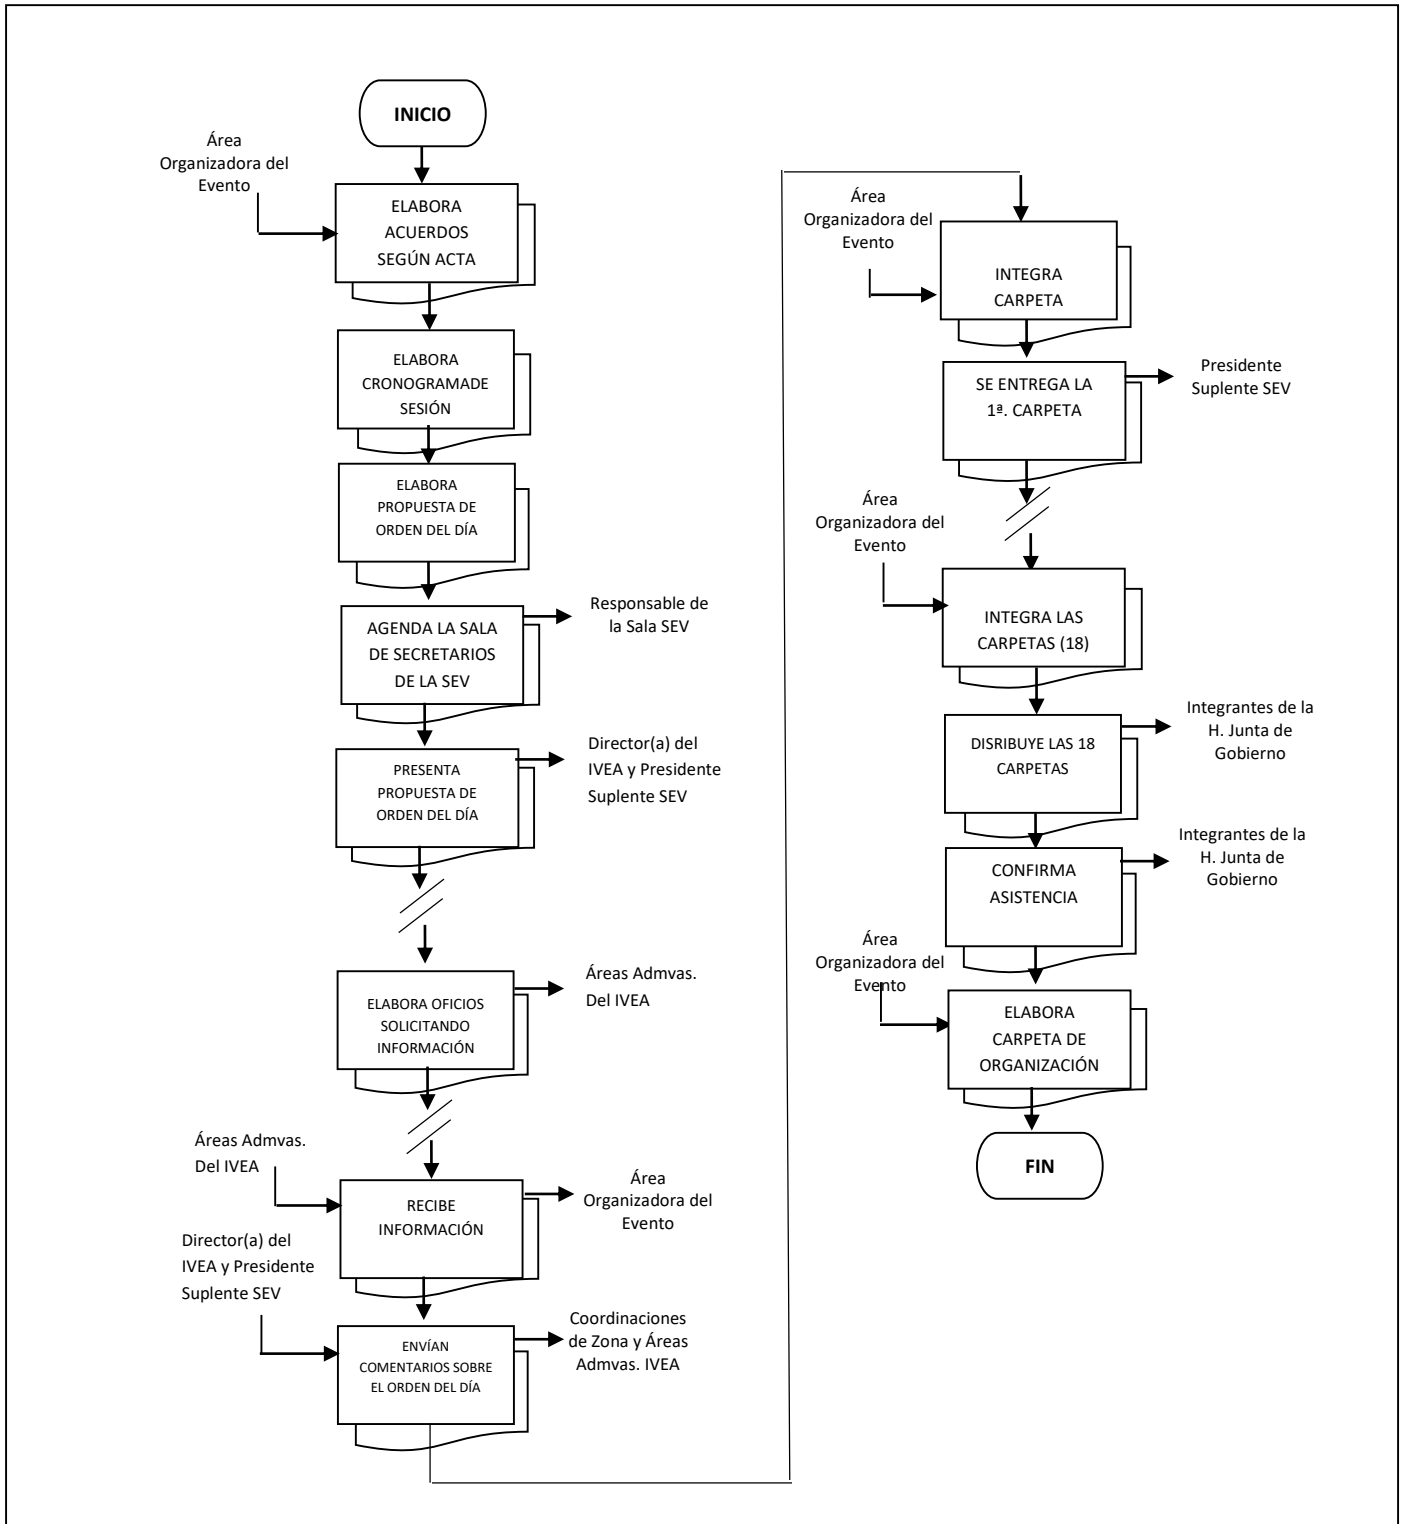 INICIO
Área
Organizadora del
Evento
ELABORA
ACUERDOS
SEGÚN ACTA
ELABORA
CRONOGRAMADE
SESIÓN
ELABORA
PROPUESTA DE
ORDEN DEL DÍA
AGENDA LA SALA
DE SECRETARIOS
DE LA SEV
Responsable de
la Sala SEV
PRESENTA
PROPUESTA DE
ORDEN DEL DÍA
Director(a) del
IVEA y Presidente
Suplente SEV
ELABORA OFICIOS
SOLICITANDO
INFORMACIÓN
Áreas Admvas.
Del IVEA
Áreas Admvas.
Del IVEA
RECIBE
INFORMACIÓN
Área
Organizadora del
Evento
Director(a) del
IVEA y Presidente
Suplente SEV
ENVÍAN
COMENTARIOS SOBRE
EL ORDEN DEL DÍA
Coordinaciones
de Zona y Áreas
Admvas. IVEA
Área
Organizadora del
Evento
INTEGRA
CARPETA
SE ENTREGA LA
1ª. CARPETA
Presidente
Suplente SEV
Área
Organizadora del
Evento
INTEGRA LAS
CARPETAS (18)
DISRIBUYE LAS 18
CARPETAS
Integrantes de la
H. Junta de
Gobierno
CONFIRMA
ASISTENCIA
Integrantes de la
H. Junta de
Gobierno
Área
Organizadora del
Evento
ELABORA
CARPETA DE
ORGANIZACIÓN
FIN